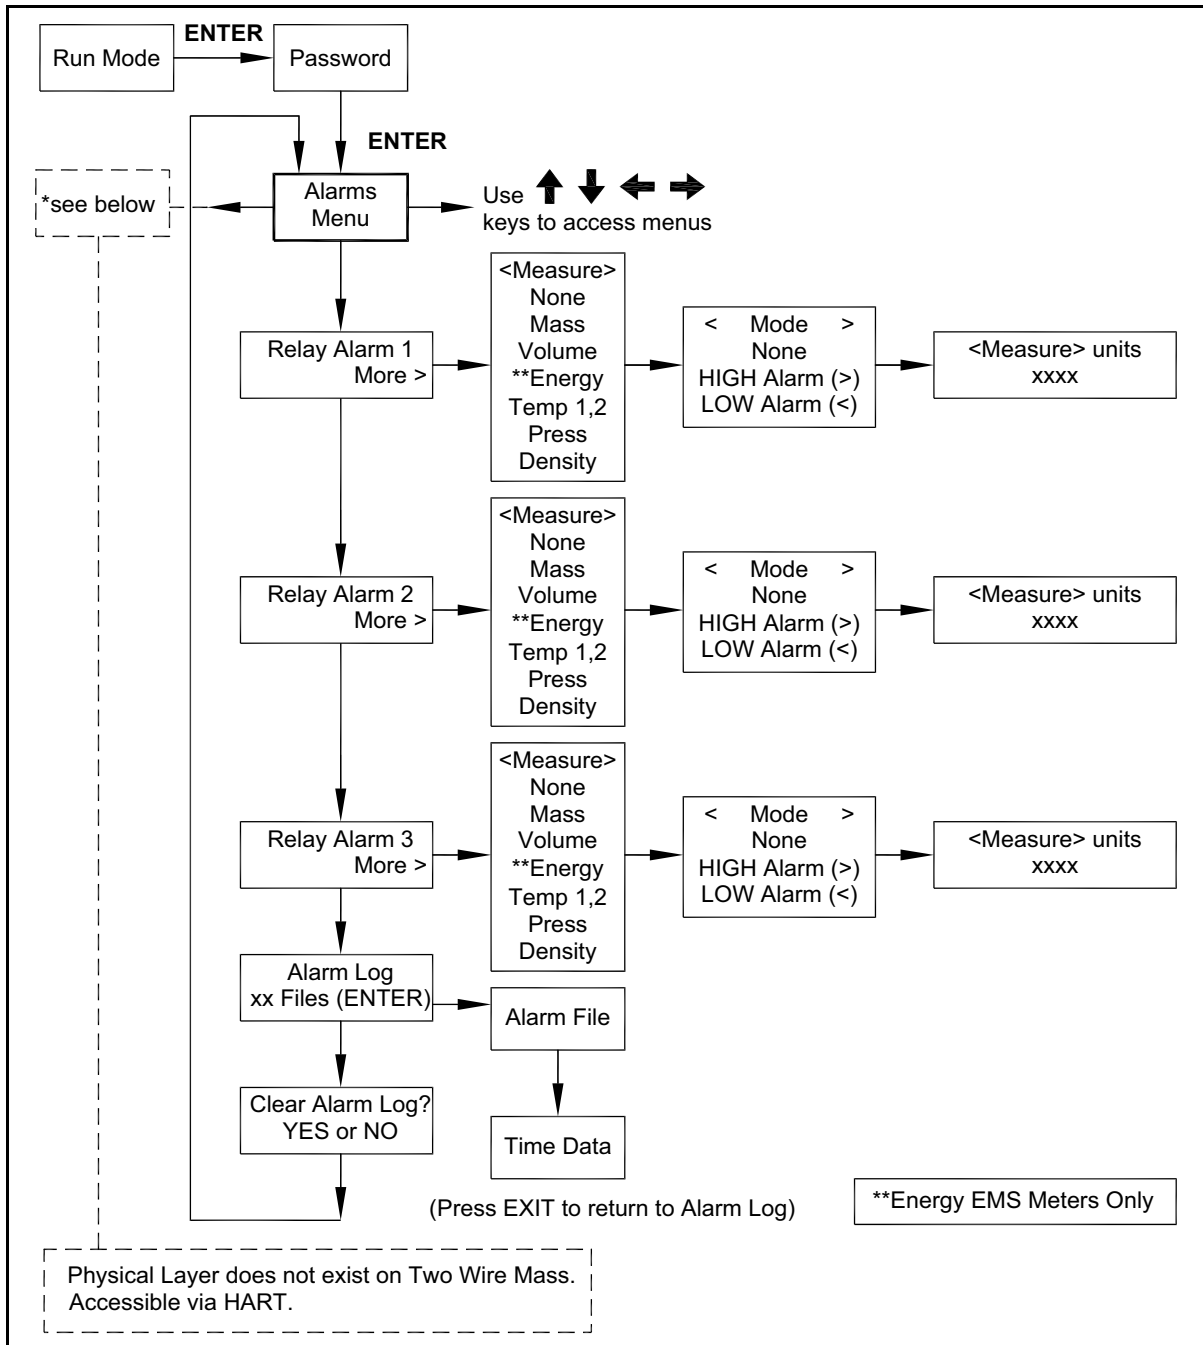 ENTER
Run Mode
Password
ENTER
*see below
Alarms
Menu
Use
keys to access menus
Relay Alarm 1
More >
<Measure>
None
Mass
Volume
**Energy
Temp 1,2
Press
Density
< Mode >
None
HIGH Alarm (>)
LOW Alarm (<)
<Measure> units
xxxx
Relay Alarm 2
More >
<Measure>
None
Mass
Volume
**Energy
Temp 1,2
Press
Density
< Mode >
None
HIGH Alarm (>)
LOW Alarm (<)
<Measure> units
xxxx
Relay Alarm 3
More >
<Measure>
None
Mass
Volume
**Energy
Temp 1,2
Press
Density
< Mode >
None
HIGH Alarm (>)
LOW Alarm (<)
<Measure> units
xxxx
Alarm Log
xx Files (ENTER)
Alarm File
Clear Alarm Log?
YES or NO
Time Data
(Press EXIT to return to Alarm Log)
**Energy EMS Meters Only
Physical Layer does not exist on Two Wire Mass.
Accessible via HART.